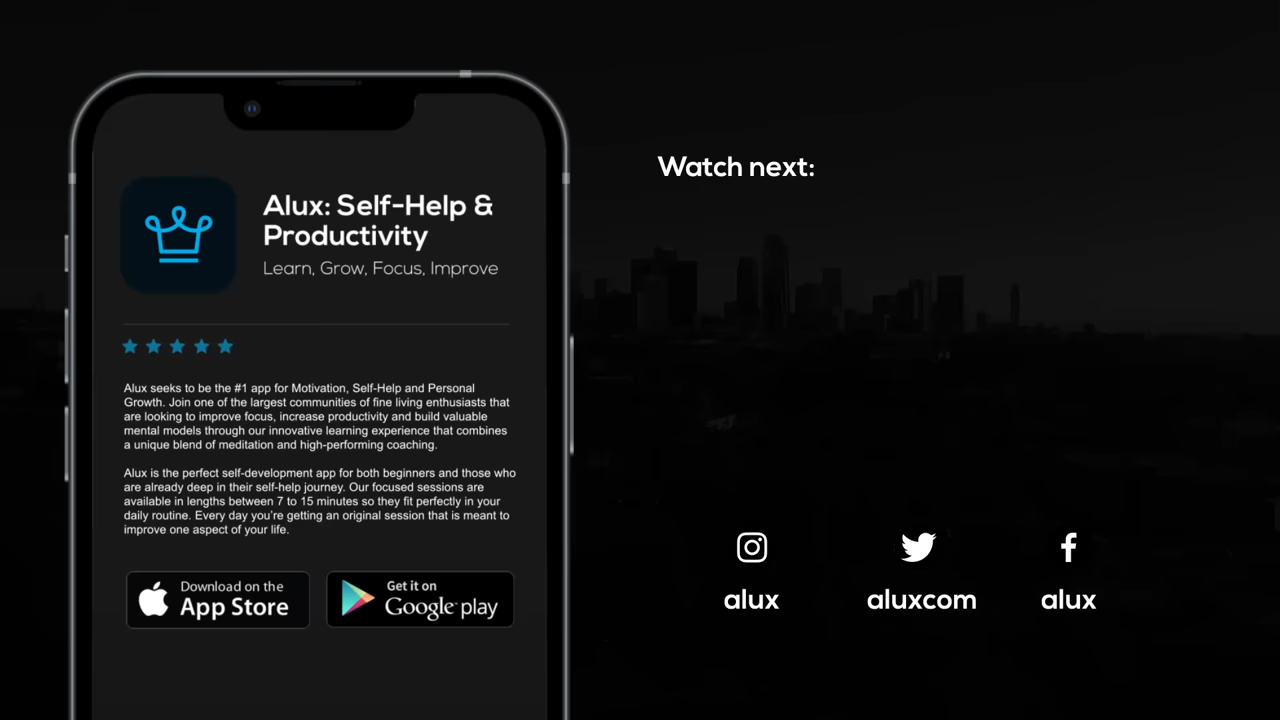 Alux: Self-Help &
Productivity
Learn, Grow, Focus, Improve
Alux seeks to be the #1 app for Motivation, Self-Help and Personal
Growth. Join one of the largest communities of fine living enthusiasts that
are looking to improve focus, increase productivity and build valuable
mental models through our innovative learning experience that combines
a unique blend of meditation and high-performing coaching.
Alux is the perfect self-development app for both beginners and those who
are already deep in their self-help journey. Our focused sessions are
available in lengths between 7 to 15 minutes so they fit perfectly in your
daily routine. Every day you're getting an original session that is meant to
improve one aspect of your life.
Download on the
App Store
Get it on
Google play
Watch next:
alux
aluxcom
alux